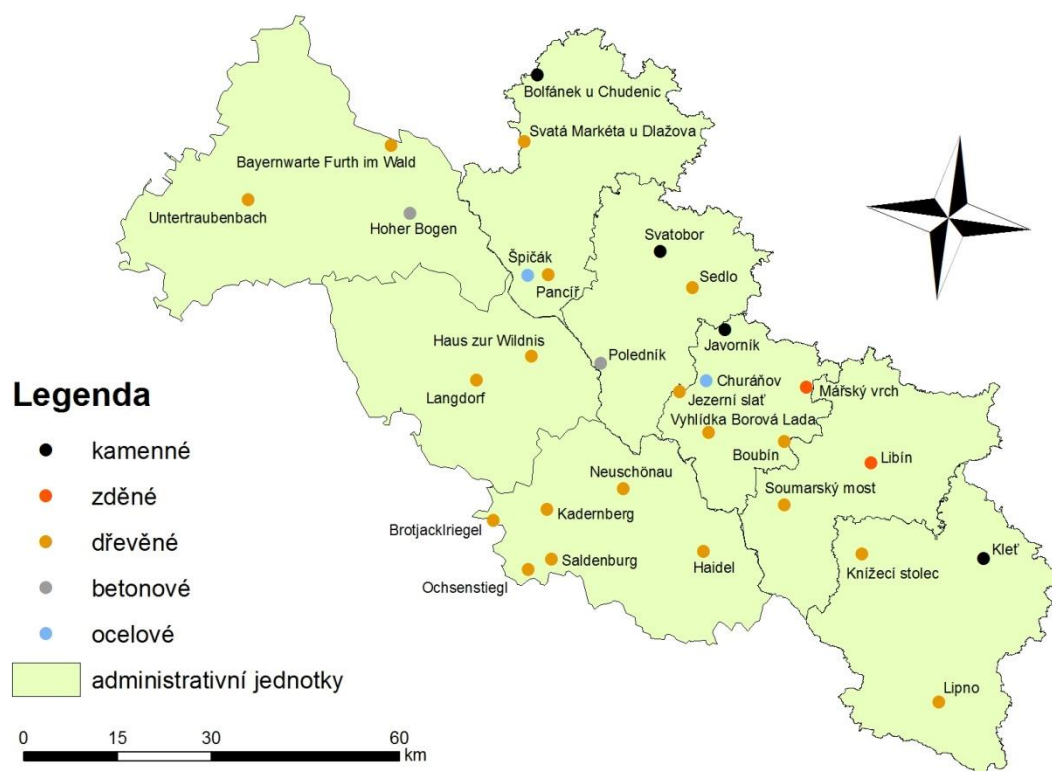 Bolfánek u Chudenic
Svatá Markéta u Dlažova
Bayernwarte Furth im Wald
Untertraubenbach
Hoher Bogen
Svatobor
Špičák
Sedlo
Pancíř
Javorník
Haus zur Wildnis
Poledník
Churáňov
Mářský vrch
Langdorf
Jezerní slať
Vyhlídka Borová Lada
Boubín
Libín
Neuschönau
Soumarský most
Kadernberg
Brotjacklriegel
Saldenburg
Haidel
Kleť
Knížecí stolec
Ochsenstiegl
Lipno
Legenda
kamenné
zděné
dřevěné
betonové
ocelové
administrativní jednotky
0 15 30 60
km